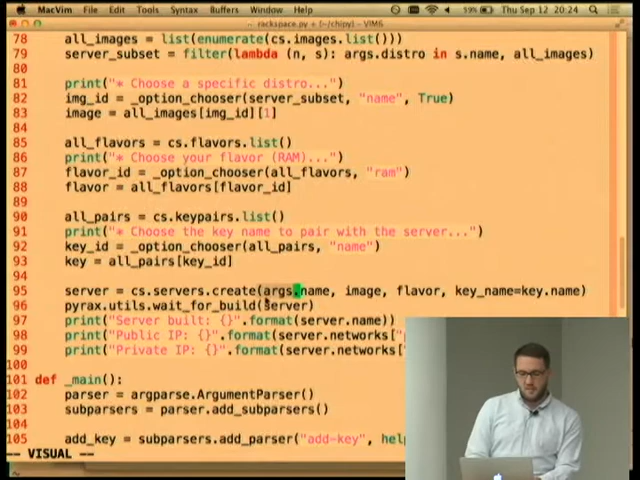 MacVim File Edit Tools Syntax Buffers Window Help 19% Thu Sep 12 20:24
rackspace.py + (~/chipy) - VIM6
78 all_images = list(enumerate(cs.images.list()))
79 server_subset = filter(lambda (n, s): args.distro in s.name, all_images)
80
81 print("* Choose a specific distro...")
82 img_id = _option_chooser(server_subset, "name", True)
83 image = all_images[img_id][1]
84
85 all_flavors = cs.flavors.list()
86 print("* Choose your flavor (RAM)...")
87 flavor_id = _option_chooser(all_flavors, "ram")
88 flavor = all_flavors[flavor_id]
89
90 all_pairs = cs.keypairs.list()
91 print("* Choose the key name to pair with the server...")
92 key_id = _option_chooser(all_pairs, "name")
93 key = all_pairs[key_id]
94
95 server = cs.servers.create(args.name, image, flavor, key_name=key.name)
96 pyrax.utils.wait_for_build(server)
97 print("Server built: {}".format(server.name))
98 print("Public IP: {}".format(server.networks["
99 print("Private IP: {}".format(server.networks["
100
101 def _main():
102 parser = argparse.ArgumentParser()
103 subparsers = parser.add_subparsers()
105 add_key = subparsers.add_parser("add-key", help
-- VISUAL --